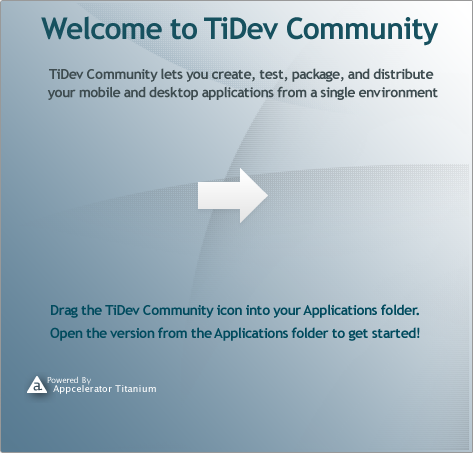 Welcome to TiDev Community
TiDev Community lets you create, test, package, and distribute
your mobile and desktop applications from a single environment
Drag the TiDev Community icon into your Applications folder.
Open the version from the Applications folder to get started!
a
Powered By
Appcelerator Titanium